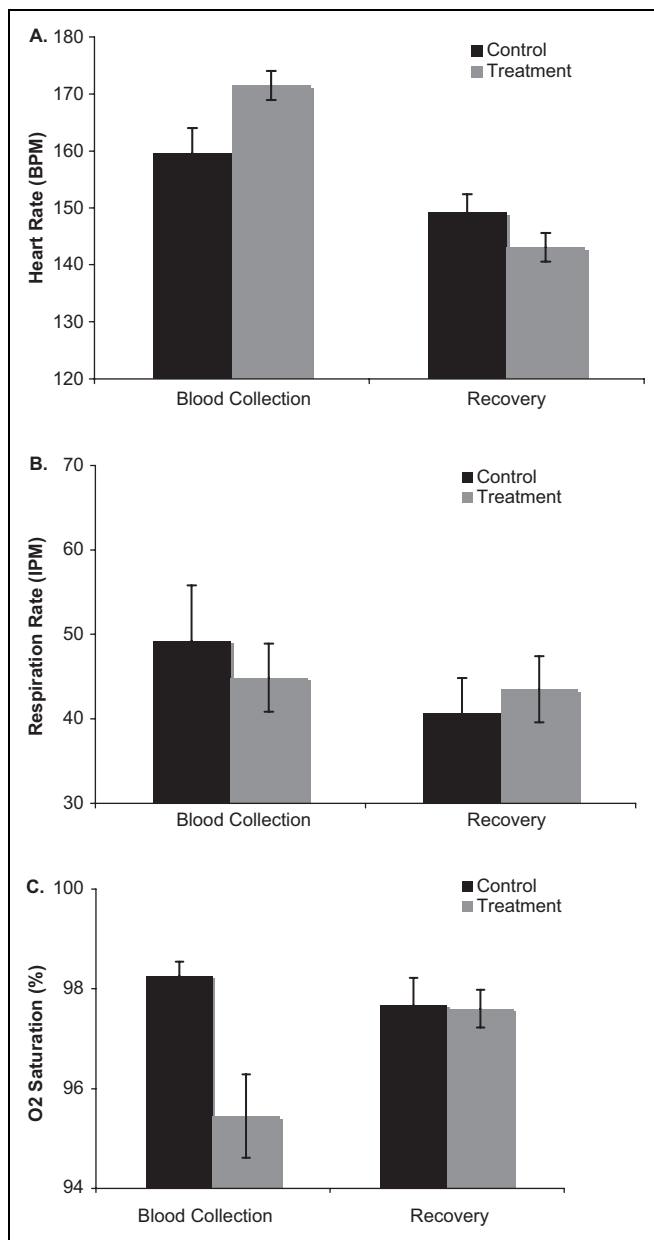 A.
180
170
160
150
140
130
120
Heart Rate (BPM)
Control
Treatment
Blood Collection Recovery
B.
70
60
50
40
30
Respiration Rate (IPM)
Control
Treatment
Blood Collection Recovery
C.
100
98
96
94
O2 Saturation (%)
Control
Treatment
Blood Collection Recovery